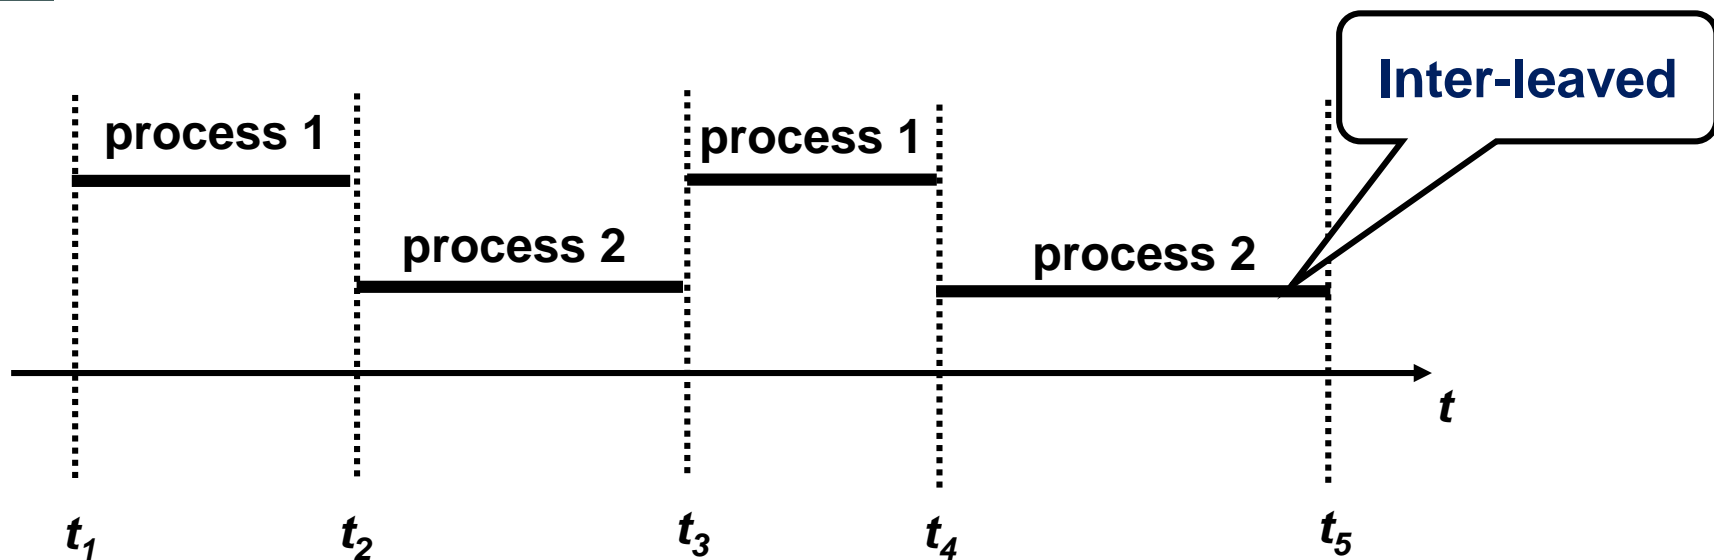 Inter-leaved
process 1
process 1
process 2
process 2
t
t1
t2
t3
t4
t5